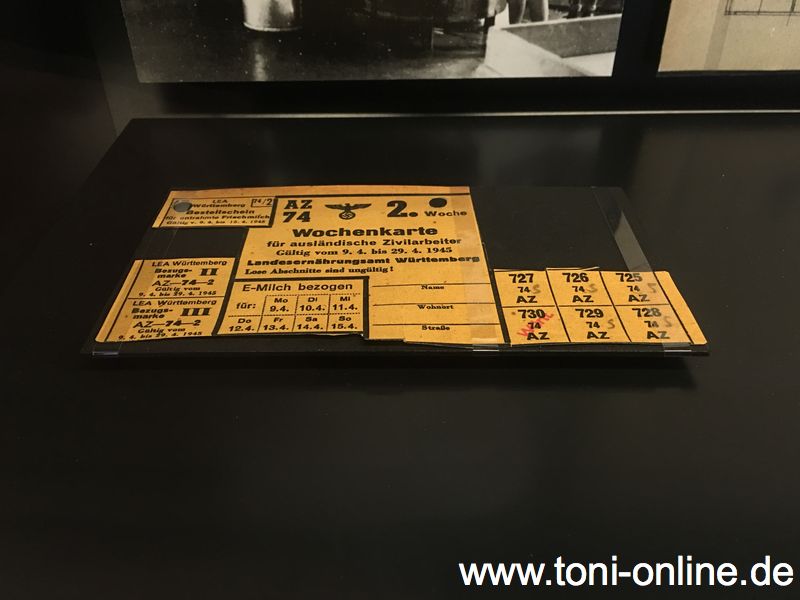 LEA 74/2
Württemberg
Bestellschein
für entrahmte Frischmilch
Gültig v. 9. 4. bis 15. 4. 1945
LEA Württemberg
Bezugs- II
marke
AZ—74—2
Gültig vom
9. 4. bis 29. 4. 1945
LEA Württemberg
Bezugs- III
marke
AZ—74—2
Gültig vom
9. 4. bis 29. 4. 1945
AZ
74
2. Woche
Wochenkarte
für ausländische Zivilarbeiter
Gültig vom 9. 4. bis 29. 4. 1945
Landesernährungsamt Württemberg
Lose Abschnitte sind ungültig!
E-Milch bezogen
für:
Mo
9.4.
Di
10.4.
Mi
11.4.
Do
12.4.
Fr
13.4.
Sa
14.4.
So
15.4.
Name
Wohnort
Straße
727
74 S
AZ
726
74 S
AZ
725
74 S
AZ
730
74
AZ
729
74 S
AZ
728
74 S
AZ
www.toni-online.de